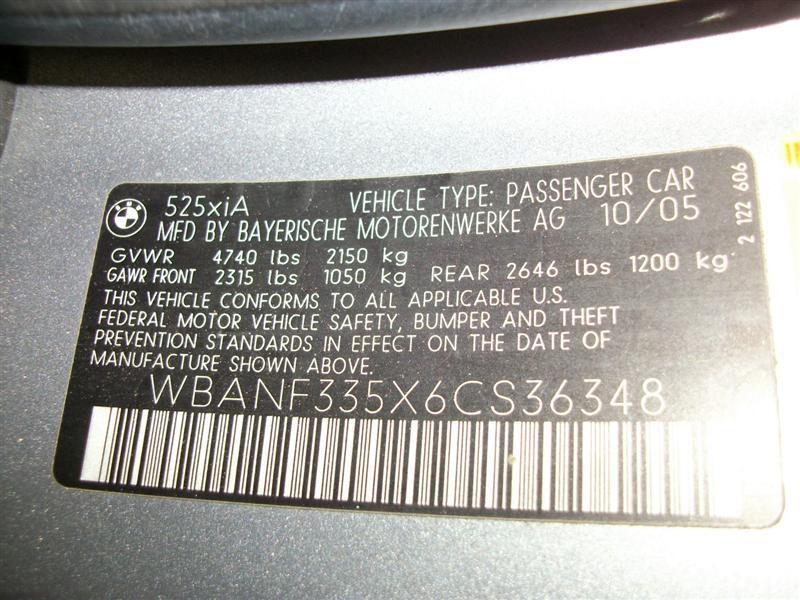 525xiA VEHICLE TYPE: PASSENGER CAR
MFD BY BAYERISCHE MOTORENWERKE AG 10/05
GVWR 4740 lbs 2150 kg
GAWR FRONT 2315 lbs 1050 kg REAR 2646 lbs 1200 kg
THIS VEHICLE CONFORMS TO ALL APPLICABLE U.S.
FEDERAL MOTOR VEHICLE SAFETY, BUMPER AND THEFT
PREVENTION STANDARDS IN EFFECT ON THE DATE OF
MANUFACTURE SHOWN ABOVE.
WBANF335X6CS36348
2 122 606